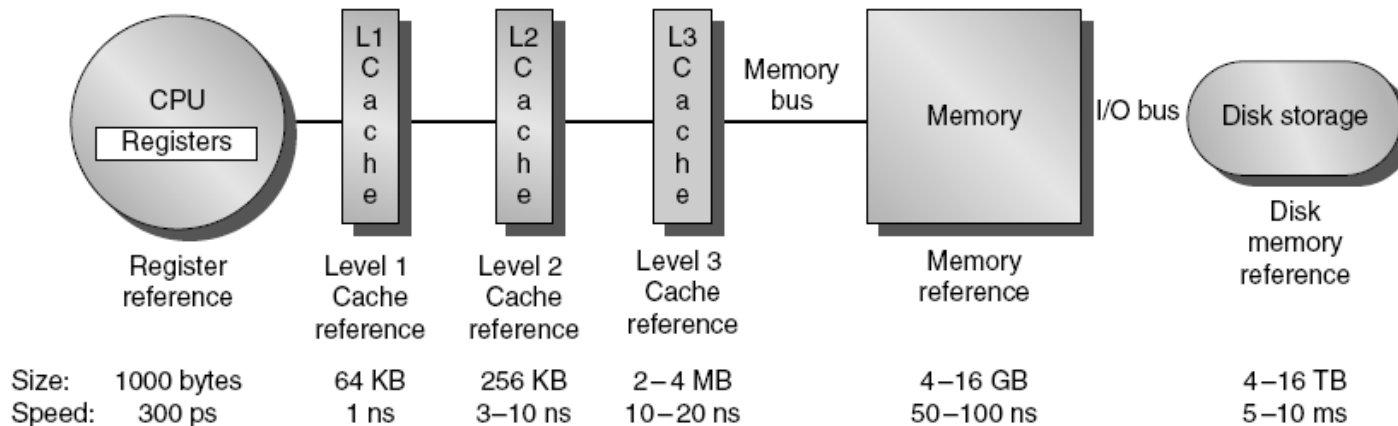 CPU
Registers
L1
C
a
c
h
e
L2
C
a
c
h
e
L3
C
a
c
h
e
Memory
bus
Memory
I/O bus
Disk storage
Register
reference
Level 1
Cache
reference
Level 2
Cache
reference
Level 3
Cache
reference
Memory
reference
Disk
memory
reference
Size: 1000 bytes 64 KB 256 KB 2–4 MB 4–16 GB 4–16 TB
Speed: 300 ps 1 ns 3–10 ns 10–20 ns 50–100 ns 5–10 ms